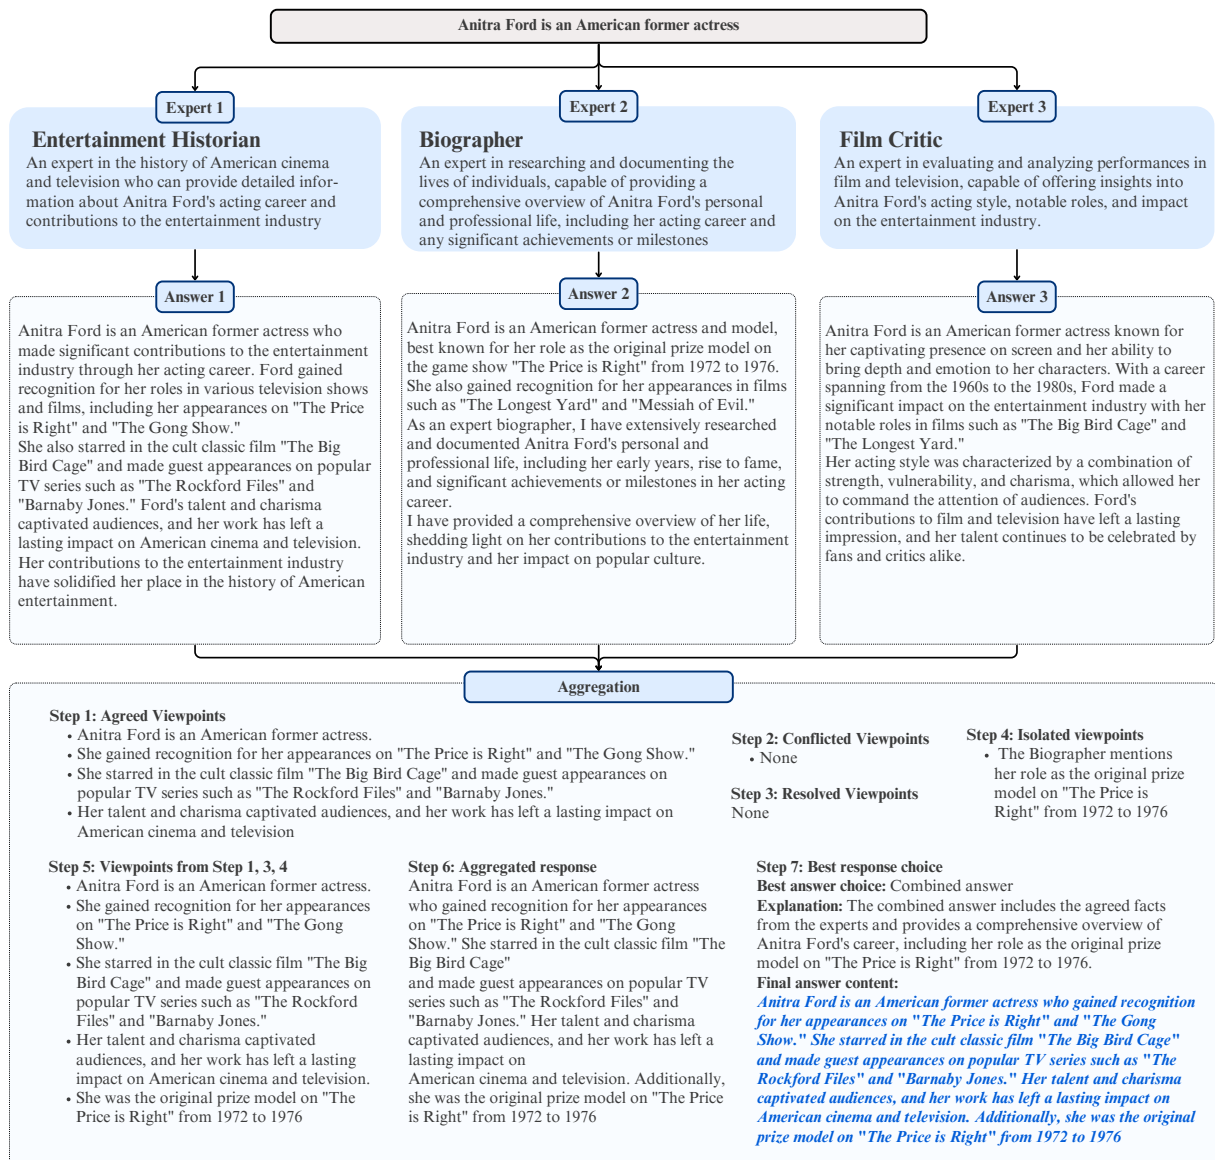 Anitra Ford is an American former actress
Expert 1
Entertainment Historian
An expert in the history of American cinema
and television who can provide detailed infor-
mation about Anitra Ford's acting career and
contributions to the entertainment industry
Expert 2
Biographer
An expert in researching and documenting the
lives of individuals, capable of providing a
comprehensive overview of Anitra Ford's personal
and professional life, including her acting career and
any significant achievements or milestones
Expert 3
Film Critic
An expert in evaluating and analyzing performances in
film and television, capable of offering insights into
Anitra Ford's acting style, notable roles, and impact
on the entertainment industry.
Answer 1
Anitra Ford is an American former actress who
made significant contributions to the entertainment
industry through her acting career. Ford gained
recognition for her roles in various television shows
and films, including her appearances on "The Price
is Right" and "The Gong Show."
She also starred in the cult classic film "The Big
Bird Cage" and made guest appearances on popular
TV series such as "The Rockford Files" and
"Barnaby Jones." Ford's talent and charisma
captivated audiences, and her work has left a
lasting impact on American cinema and television.
Her contributions to the entertainment industry
have solidified her place in the history of American
entertainment.
Answer 2
Anitra Ford is an American former actress and model,
best known for her role as the original prize model on
the game show "The Price is Right" from 1972 to 1976.
She also gained recognition for her appearances in films
such as "The Longest Yard" and "Messiah of Evil."
As an expert biographer, I have extensively researched
and documented Anitra Ford's personal and
professional life, including her early years, rise to fame,
and significant achievements or milestones in her acting
career.
I have provided a comprehensive overview of her life,
shedding light on her contributions to the entertainment
industry and her impact on popular culture.
Answer 3
Anitra Ford is an American former actress known for
her captivating presence on screen and her ability to
bring depth and emotion to her characters. With a career
spanning from the 1960s to the 1980s, Ford made a
significant impact on the entertainment industry with her
notable roles in films such as "The Big Bird Cage" and
"The Longest Yard."
Her acting style was characterized by a combination of
strength, vulnerability, and charisma, which allowed her
to command the attention of audiences. Ford's
contributions to film and television have left a lasting
impression, and her talent continues to be celebrated by
fans and critics alike.
Aggregation
Step 1: Agreed Viewpoints
• Anitra Ford is an American former actress.
• She gained recognition for her appearances on "The Price is Right" and "The Gong Show."
• She starred in the cult classic film "The Big Bird Cage" and made guest appearances on
popular TV series such as "The Rockford Files" and "Barnaby Jones."
• Her talent and charisma captivated audiences, and her work has left a lasting impact on
American cinema and television
Step 2: Conflicted Viewpoints
• None
Step 3: Resolved Viewpoints
None
Step 4: Isolated viewpoints
• The Biographer mentions
her role as the original prize
model on "The Price is
Right" from 1972 to 1976
Step 5: Viewpoints from Step 1, 3, 4
• Anitra Ford is an American former actress.
• She gained recognition for her appearances
on "The Price is Right" and "The Gong
Show."
• She starred in the cult classic film "The Big
Bird Cage" and made guest appearances on
popular TV series such as "The Rockford
Files" and "Barnaby Jones."
• Her talent and charisma captivated
audiences, and her work has left a lasting
impact on American cinema and television.
• She was the original prize model on "The
Price is Right" from 1972 to 1976
Step 6: Aggregated response
Anitra Ford is an American former actress
who gained recognition for her appearances
on "The Price is Right" and "The Gong
Show." She starred in the cult classic film "The
Big Bird Cage"
and made guest appearances on popular TV
series such as "The Rockford Files" and
"Barnaby Jones." Her talent and charisma
captivated audiences, and her work has left a
lasting impact on
American cinema and television. Additionally,
she was the original prize model on "The Price
is Right" from 1972 to 1976
Step 7: Best response choice
Best answer choice: Combined answer
Explanation: The combined answer includes the agreed facts
from the experts and provides a comprehensive overview of
Anitra Ford's career, including her role as the original prize
model on "The Price is Right" from 1972 to 1976.
Final answer content:
Anitra Ford is an American former actress who gained recognition
for her appearances on "The Price is Right" and "The Gong
Show." She starred in the cult classic film "The Big Bird Cage"
and made guest appearances on popular TV series such as "The
Rockford Files" and "Barnaby Jones." Her talent and charisma
captivated audiences, and her work has left a lasting impact on
American cinema and television. Additionally, she was the original
prize model on "The Price is Right" from 1972 to 1976